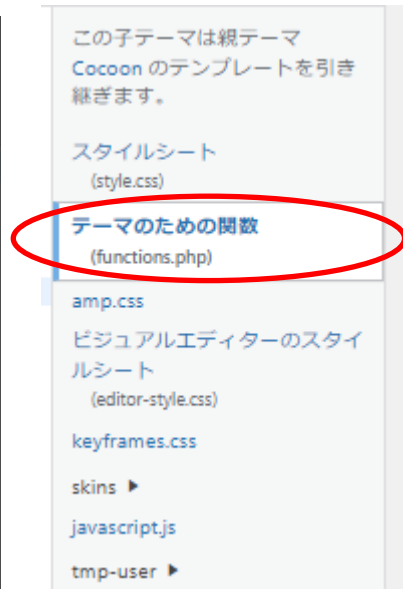 この子テーマは親テーマ
Cocoon のテンプレートを引き
継ぎます。
スタイルシート
(style.css)
テーマのための関数
(functions.php)
amp.css
ビジュアルエディターのスタイ
ルシート
(editor-style.css)
keyframes.css
skins ▶
javascript.js
tmp-user ▶